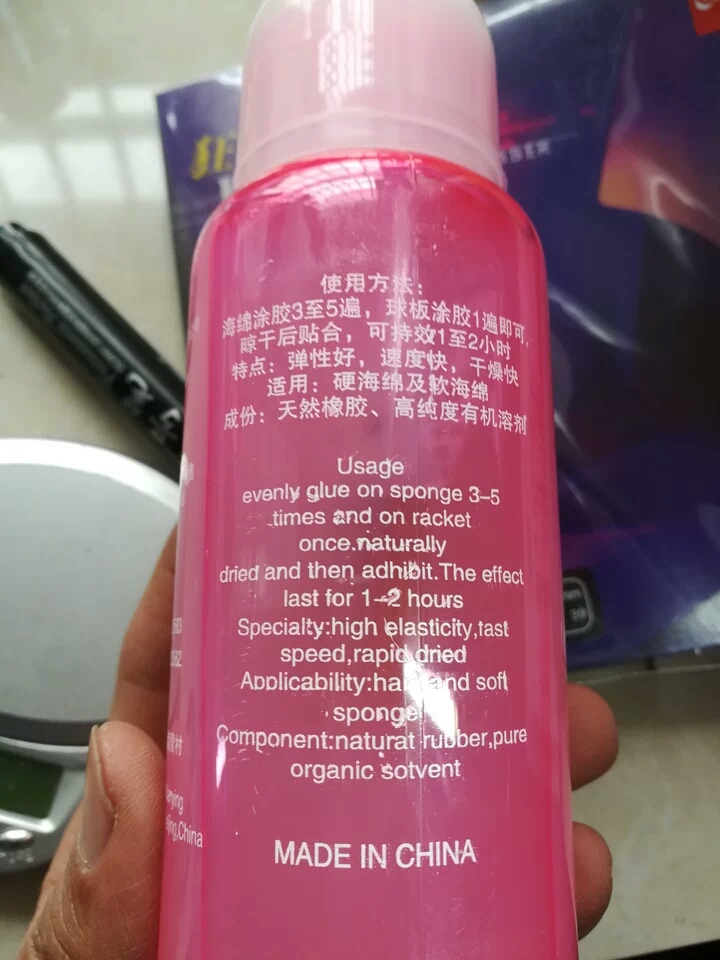 使用方法：
海绵涂胶3至5遍，球板涂胶1遍即可，
晾干后贴合，可持效1至2小时
特点：弹性好，速度快，干燥快
适用：硬海绵及软海绵
成份：天然橡胶、高纯度有机溶剂
Usage
evenly glue on sponge 3-5
times and on racket
once.naturally
dried and then adhibit.The effect
last for 1-2 hours
Specialty:high elasticity,fast
speed,rapid dried
Applicability:hard and soft
sponge
Component:natural rubber,pure
organic solvent
MADE IN CHINA
狂
China